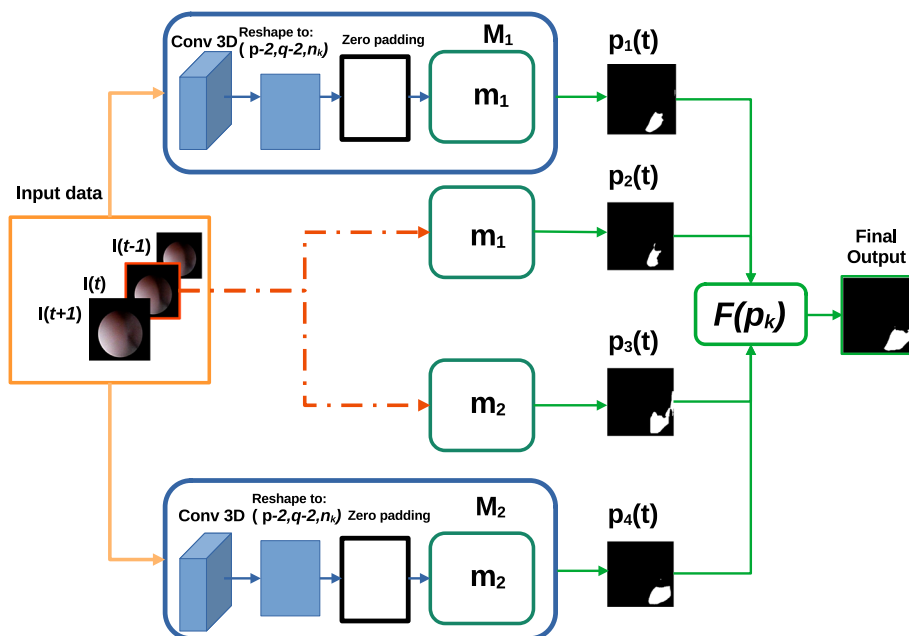 Conv 3D
Reshape to:
( p-2,q-2,nk)
Zero padding
M1
m1
p1(t)
Input data
I(t-1)
I(t)
I(t+1)
m1
p2(t)
Final
Output
F(pk)
m2
p3(t)
Conv 3D
Reshape to:
( p-2,q-2,nk)
Zero padding
M2
m2
p4(t)